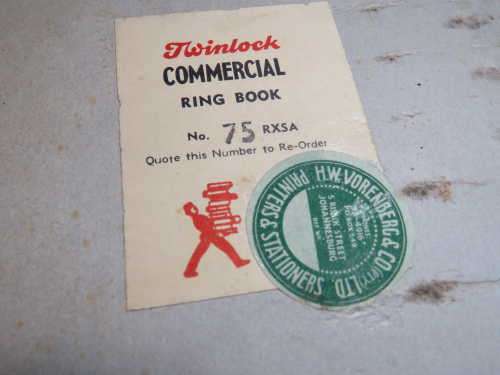 Twinlock
COMMERCIAL
RING BOOK
No. 75 RXSA
Quote this Number to Re-Order
H.W. VORENBERG & CO (PTY) LTD
PRINTERS & STATIONERS
STREET
JOHANNESBURG